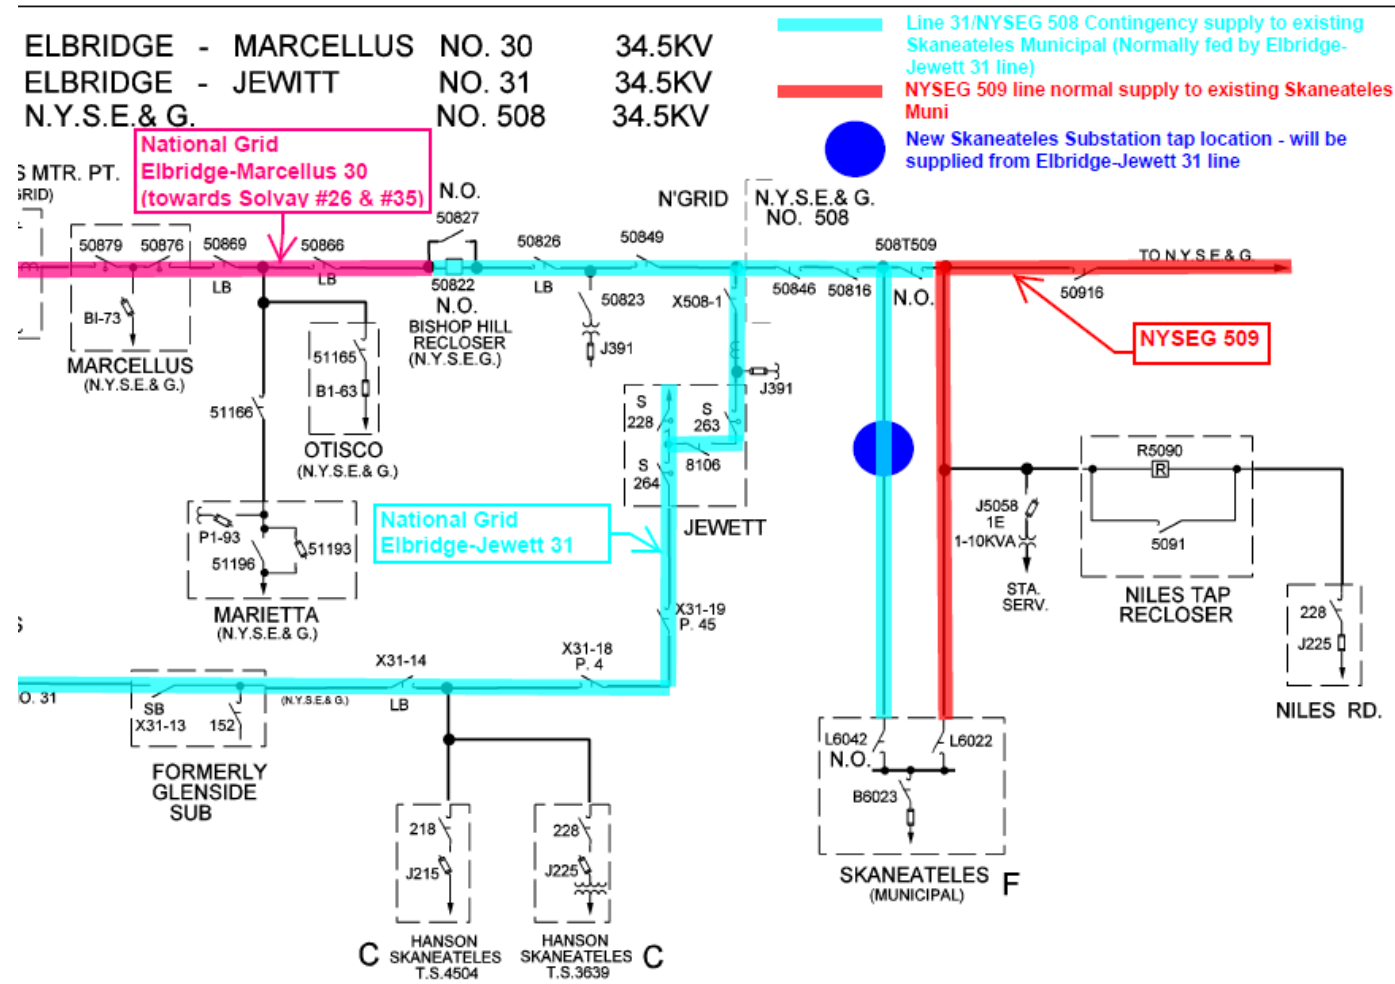 ELBRIDGE - MARCELLUS NO. 30 34.5KV
ELBRIDGE - JEWITT NO. 31 34.5KV
N.Y.S.E.& G. NO. 508 34.5KV
Line 31/NYSEG 508 Contingency supply to existing
Skaneateles Municipal (Normally fed by Elbridge-
Jewett 31 line)
NYSEG 509 line normal supply to existing Skaneateles
Muni
New Skaneateles Substation tap location - will be
supplied from Elbridge-Jewett 31 line
National Grid
Elbridge-Marcellus 30
(towards Solvay #26 & #35)
S MTR. PT.
GRID)
N.O.
50827
N'GRID
N.Y.S.E.& G.
NO. 508
50879
50876
50869
50866
50826
50849
508T509
TO N.Y.S.E.& G.
LB
LB
50822
LB
50823
X508-1
50846
50816
N.O.
50916
BI-73
N.O.
BISHOP HILL
RECLOSER
(N.Y.S.E.G.)
J391
NYSEG 509
MARCELLUS
(N.Y.S.E.& G.)
51165
B1-63
J391
51166
S
228
S
263
OTISCO
(N.Y.S.E.& G.)
8106
S
264
R5090
R
J5058
1E
1-10KVA
5091
P1-93
51196
51193
National Grid
Elbridge-Jewett 31
JEWETT
STA.
SERV.
NILES TAP
RECLOSER
MARIETTA
(N.Y.S.E.& G.)
X31-19
P. 45
228
J225
S
X31-14
X31-18
P. 4
O. 31
SB
X31-13
152
(N.Y.S.E.& G.)
LB
NILES RD.
L6042
N.O.
L6022
FORMERLY
GLENSIDE
SUB
B6023
218
J215
228
J225
SKANEATELES
(MUNICIPAL)
F
C
HANSON
SKANEATELES
T.S.4504
HANSON
SKANEATELES
T.S.3639
C